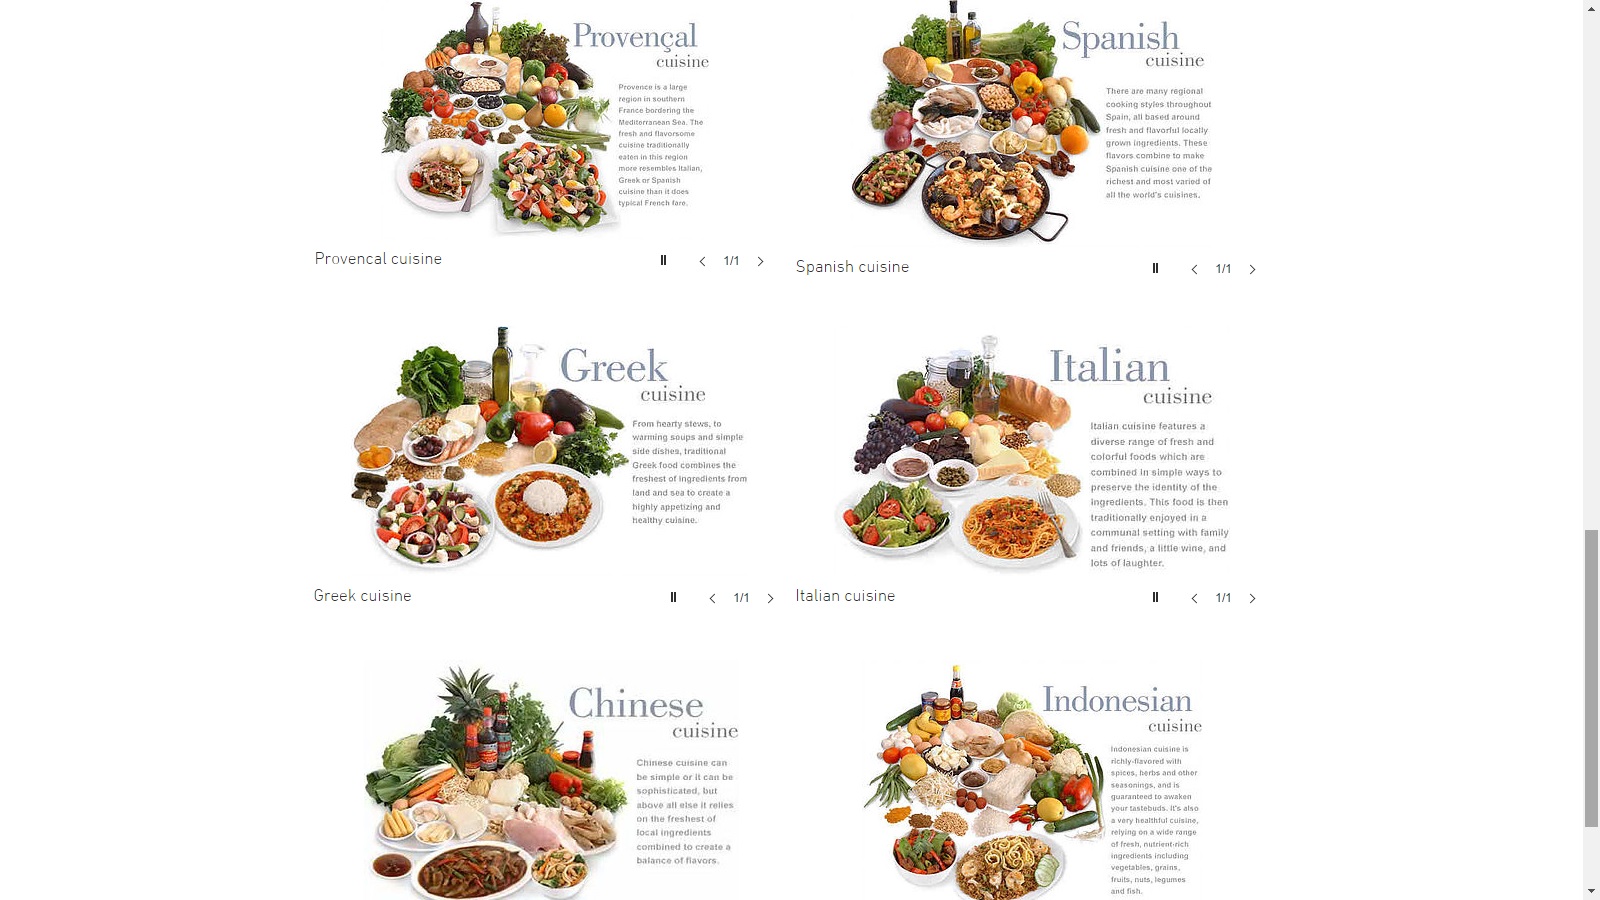 Provençal
cuisine
Provence is a large
region in southern
France bordering the
Mediterranean Sea. The
fresh and flavorsome
cuisine traditionally
eaten in this region
more resembles Italian,
Greek or Spanish
cuisine than it does
typical French fare.
Provencal cuisine
1/1
Spanish
cuisine
There are many regional
cooking styles throughout
Spain, all based around
fresh and flavorful locally
grown ingredients. These
flavors combine to make
Spanish cuisine one of the
richest and most varied of
all the world's cuisines.
Spanish cuisine
1/1
Greek
cuisine
From hearty stews, to
warming soups and simple
side dishes, traditional
Greek food combines the
freshest of ingredients from
land and sea to create a
highly appetizing and
healthy cuisine.
Greek cuisine
1/1
Italian
cuisine
Italian cuisine features a
diverse range of fresh and
colorful foods which are
combined in simple ways to
preserve the identity of the
ingredients. This food is then
traditionally enjoyed in a
communal setting with family
and friends, a little wine, and
lots of laughter.
Italian cuisine
1/1
Chinese
cuisine
Chinese cuisine can
be simple or it can be
sophisticated, but
above all else it relies
on the freshest of
local ingredients
combined to create a
balance of flavors.
Indonesian
cuisine
Indonesian cuisine is
richly-flavored with
spices, herbs and other
seasonings, and is
guaranteed to awaken
your tastebuds. It's also
a very healthful cuisine,
relying on a wide range
of fresh, nutrient-rich
ingredients including
vegetables, grains,
fruits, nuts, legumes
and fish.